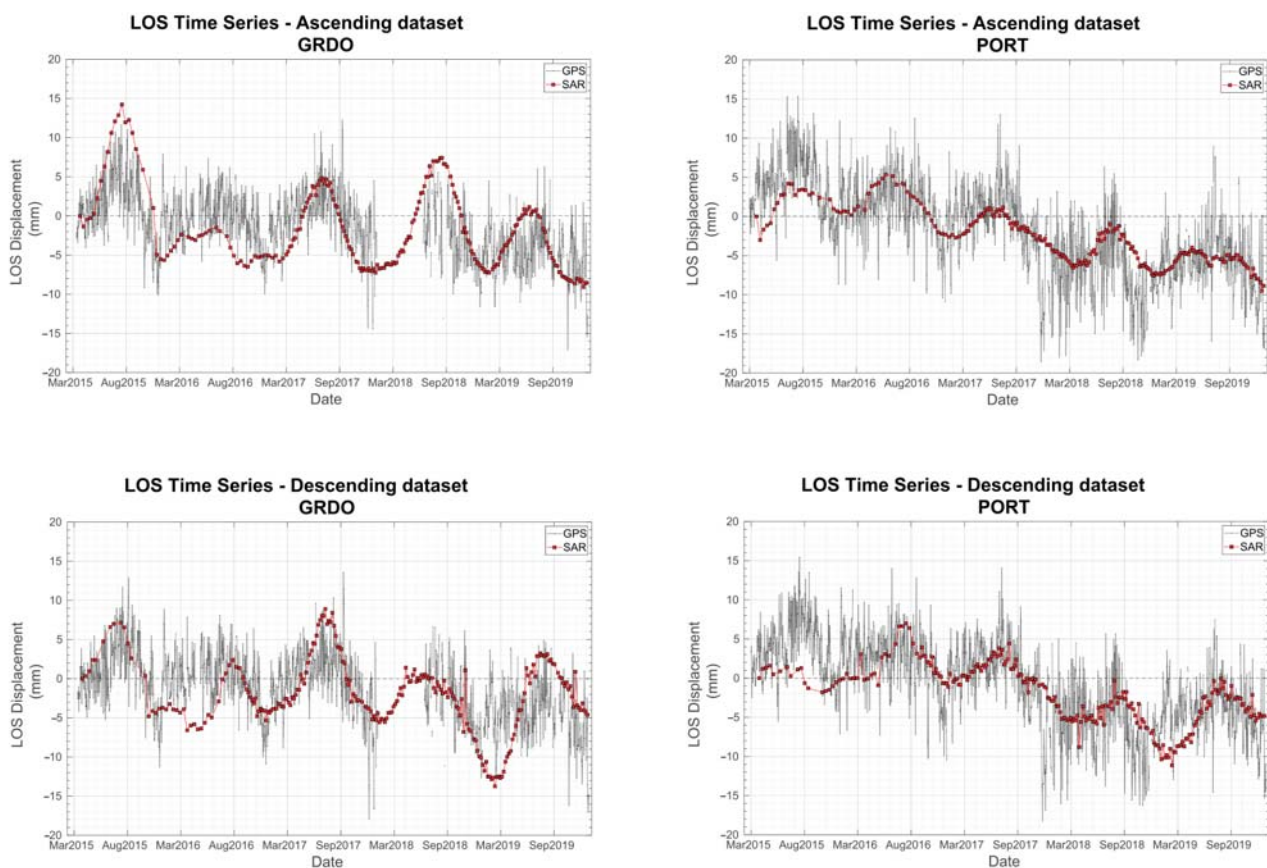 LOS Time Series - Ascending dataset
GRDO
20
15
10
5
0
−5
−10
−15
−20
LOS Displacement
(mm)
GPS
SAR
Mar2015 Aug2015 Mar2016 Aug2016 Mar2017 Sep2017 Mar2018 Sep2018 Mar2019 Sep2019
Date
LOS Time Series - Ascending dataset
PORT
20
15
10
5
0
−5
−10
−15
−20
LOS Displacement
(mm)
GPS
SAR
Mar2015 Aug2015 Mar2016 Aug2016 Mar2017 Sep2017 Mar2018 Sep2018 Mar2019 Sep2019
Date
LOS Time Series - Descending dataset
GRDO
20
15
10
5
0
−5
−10
−15
−20
LOS Displacement
(mm)
GPS
SAR
Mar2015 Aug2015 Mar2016 Aug2016 Mar2017 Sep2017 Mar2018 Sep2018 Mar2019 Sep2019
Date
LOS Time Series - Descending dataset
PORT
20
15
10
5
0
−5
−10
−15
−20
LOS Displacement
(mm)
GPS
SAR
Mar2015 Aug2015 Mar2016 Aug2016 Mar2017 Sep2017 Mar2018 Sep2018 Mar2019 Sep2019
Date